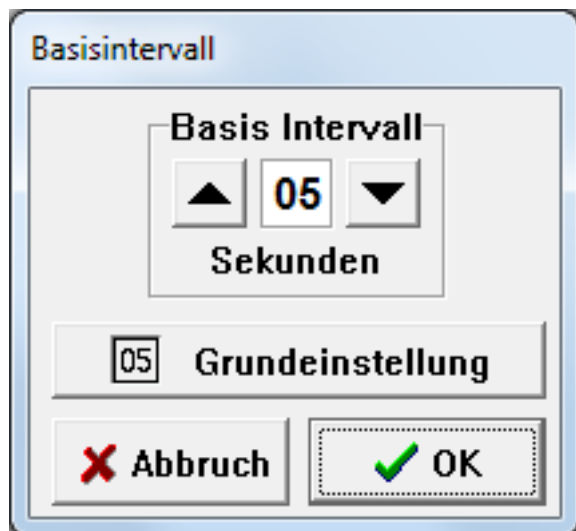 Basisintervall
Basis Intervall
05
Sekunden
05 Grundeinstellung
Abbruch OK